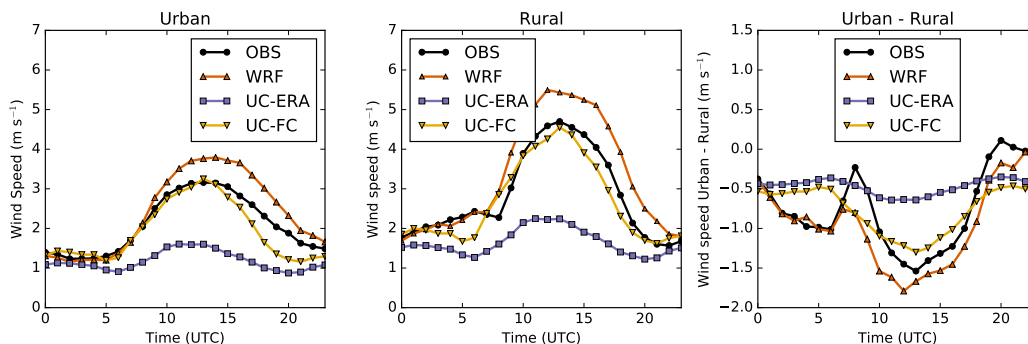 Urban
7
6
5
4
3
2
1
0
Wind Speed (m s⁻¹)
0 5 10 15 20
Time (UTC)
OBS
WRF
UC-ERA
UC-FC
Rural
7
6
5
4
3
2
1
0
Wind Speed (m s⁻¹)
0 5 10 15 20
Time (UTC)
OBS
WRF
UC-ERA
UC-FC
Urban - Rural
1.5
1.0
0.5
0.0
−0.5
−1.0
−1.5
−2.0
Wind speed Urban - Rural (m s⁻¹)
0 5 10 15 20
Time (UTC)
OBS
WRF
UC-ERA
UC-FC